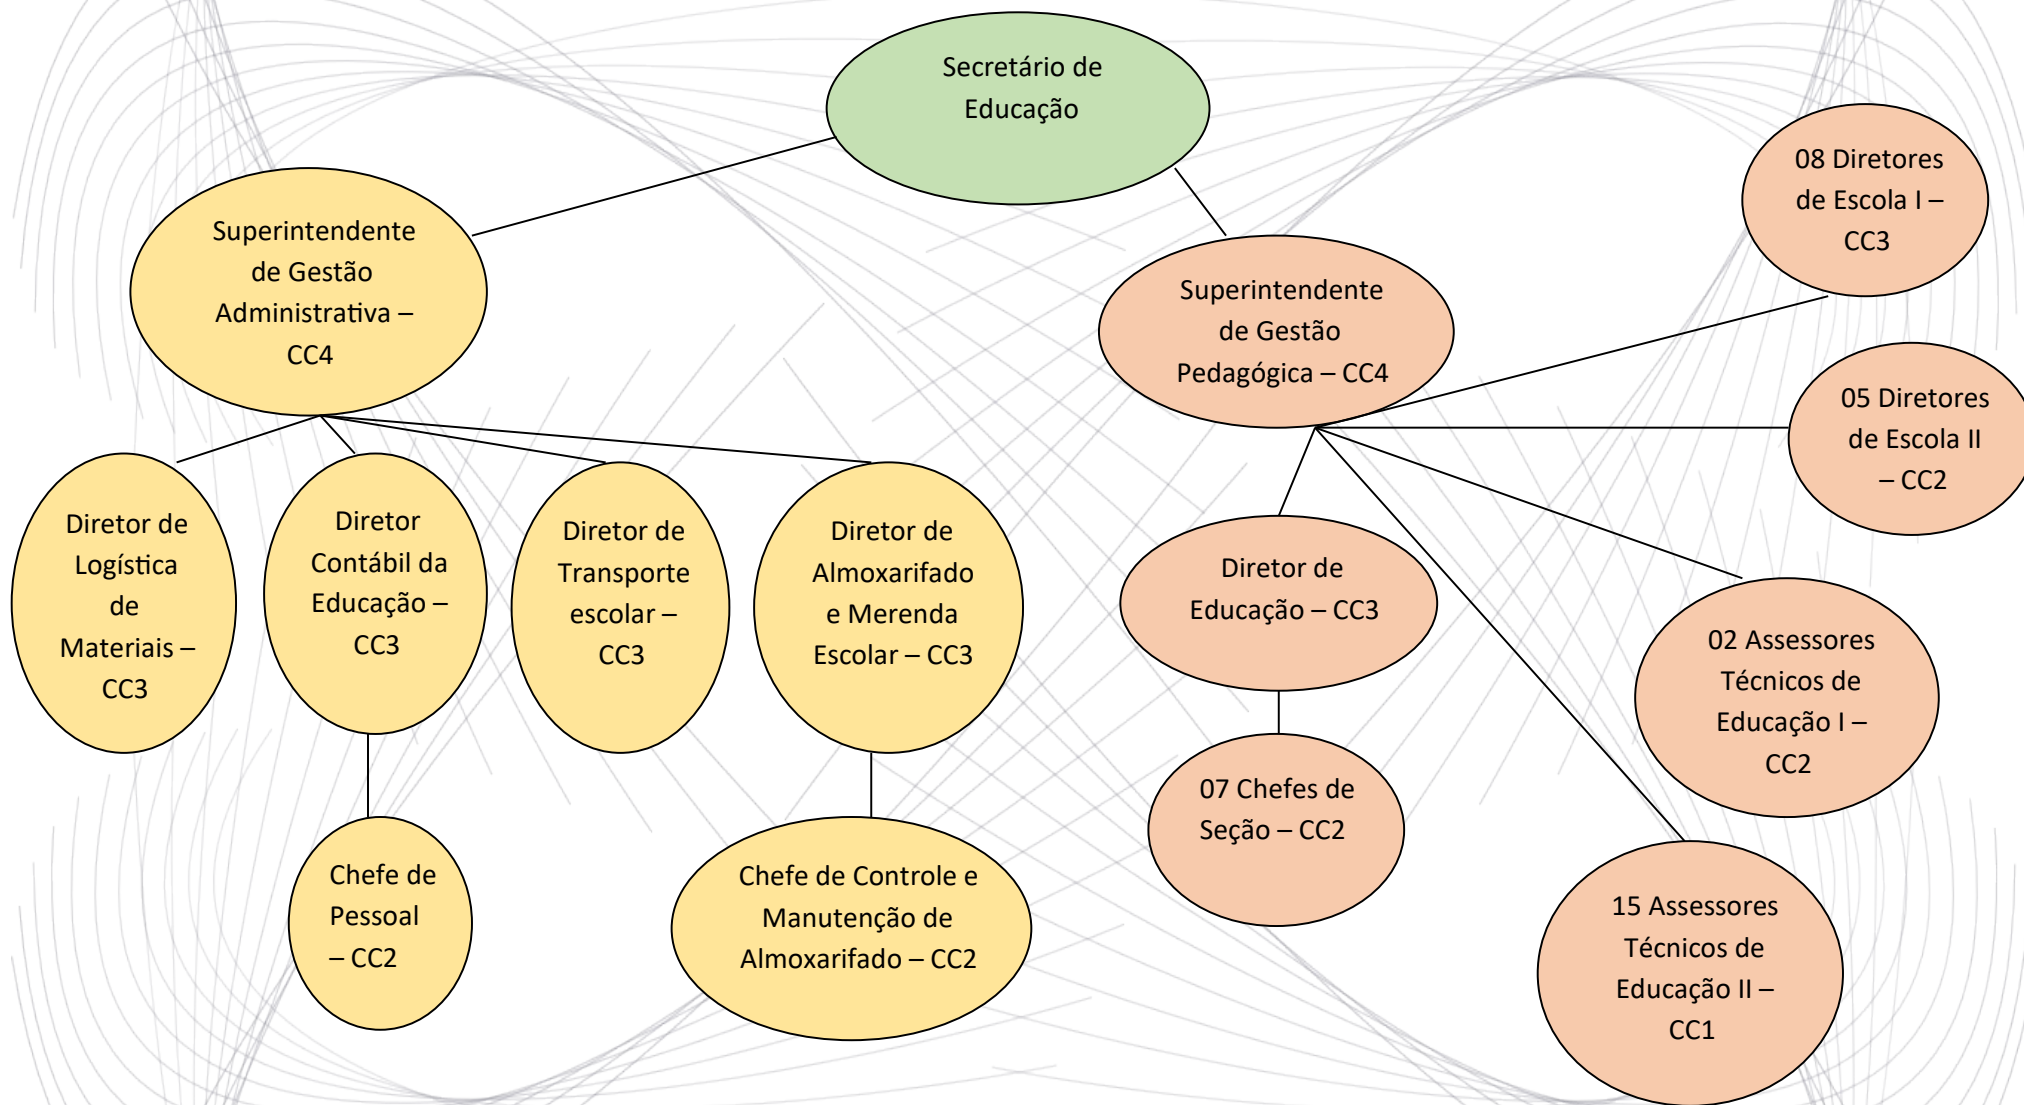 Secretário de
Educação
Superintendente
de Gestão
Administrativa –
CC4
Superintendente
de Gestão
Pedagógica – CC4
08 Diretores
de Escola I –
CC3
05 Diretores
de Escola II
– CC2
Diretor de
Logística
de
Materiais –
CC3
Diretor
Contábil da
Educação –
CC3
Diretor de
Transporte
escolar –
CC3
Diretor de
Almoxarifado
e Merenda
Escolar – CC3
Diretor de
Educação – CC3
02 Assessores
Técnicos de
Educação I –
CC2
07 Chefes de
Seção – CC2
Chefe de
Pessoal
– CC2
Chefe de Controle e
Manutenção de
Almoxarifado – CC2
15 Assessores
Técnicos de
Educação II –
CC1